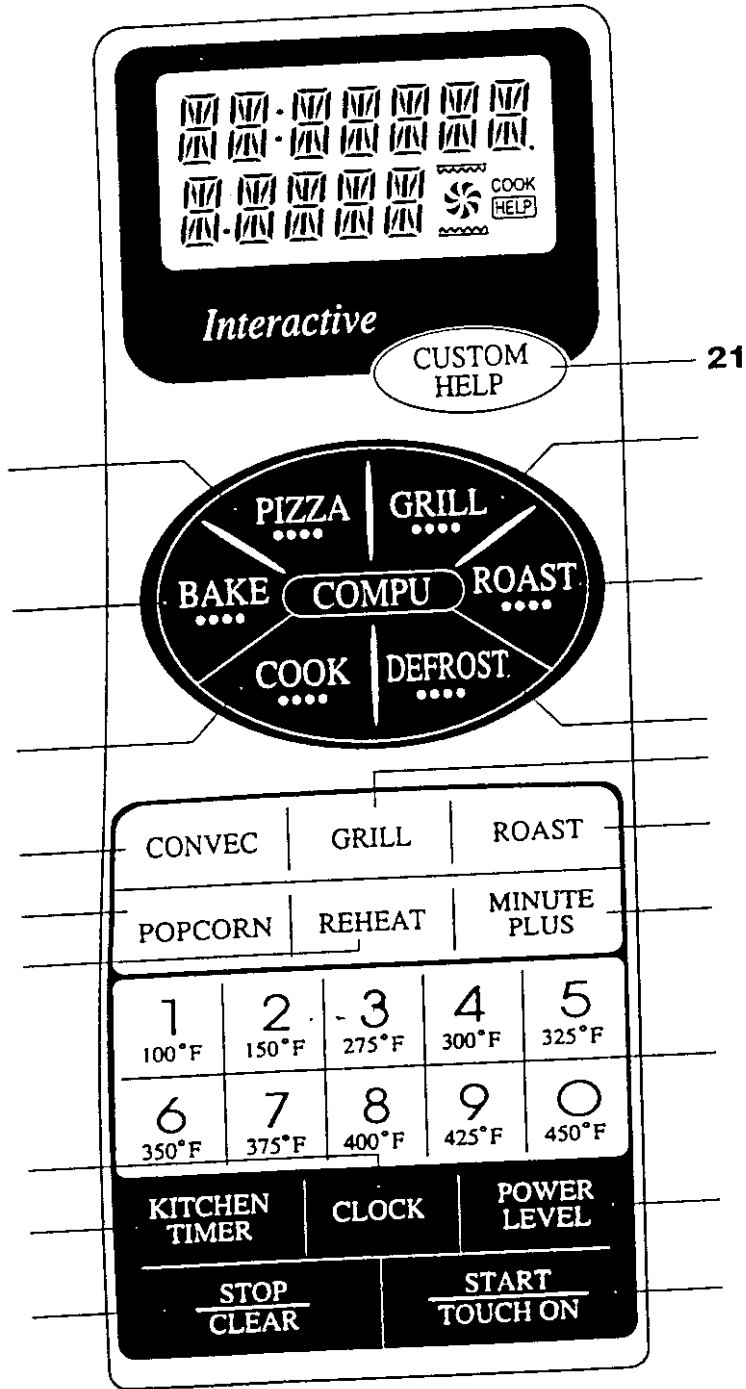 COOK
HELP
Interactive
CUSTOM
HELP
21
PIZZA GRILL
BAKE COMPU ROAST
COOK DEFROST
CONVEC GRILL ROAST
POPCORN REHEAT MINUTE
PLUS
1 2 3 4 5
100°F 150°F 275°F 300°F 325°F
6 7 8 9 0
350°F 375°F 400°F 425°F 450°F
KITCHEN
TIMER
CLOCK
POWER
LEVEL
STOP
CLEAR
START
TOUCH ON